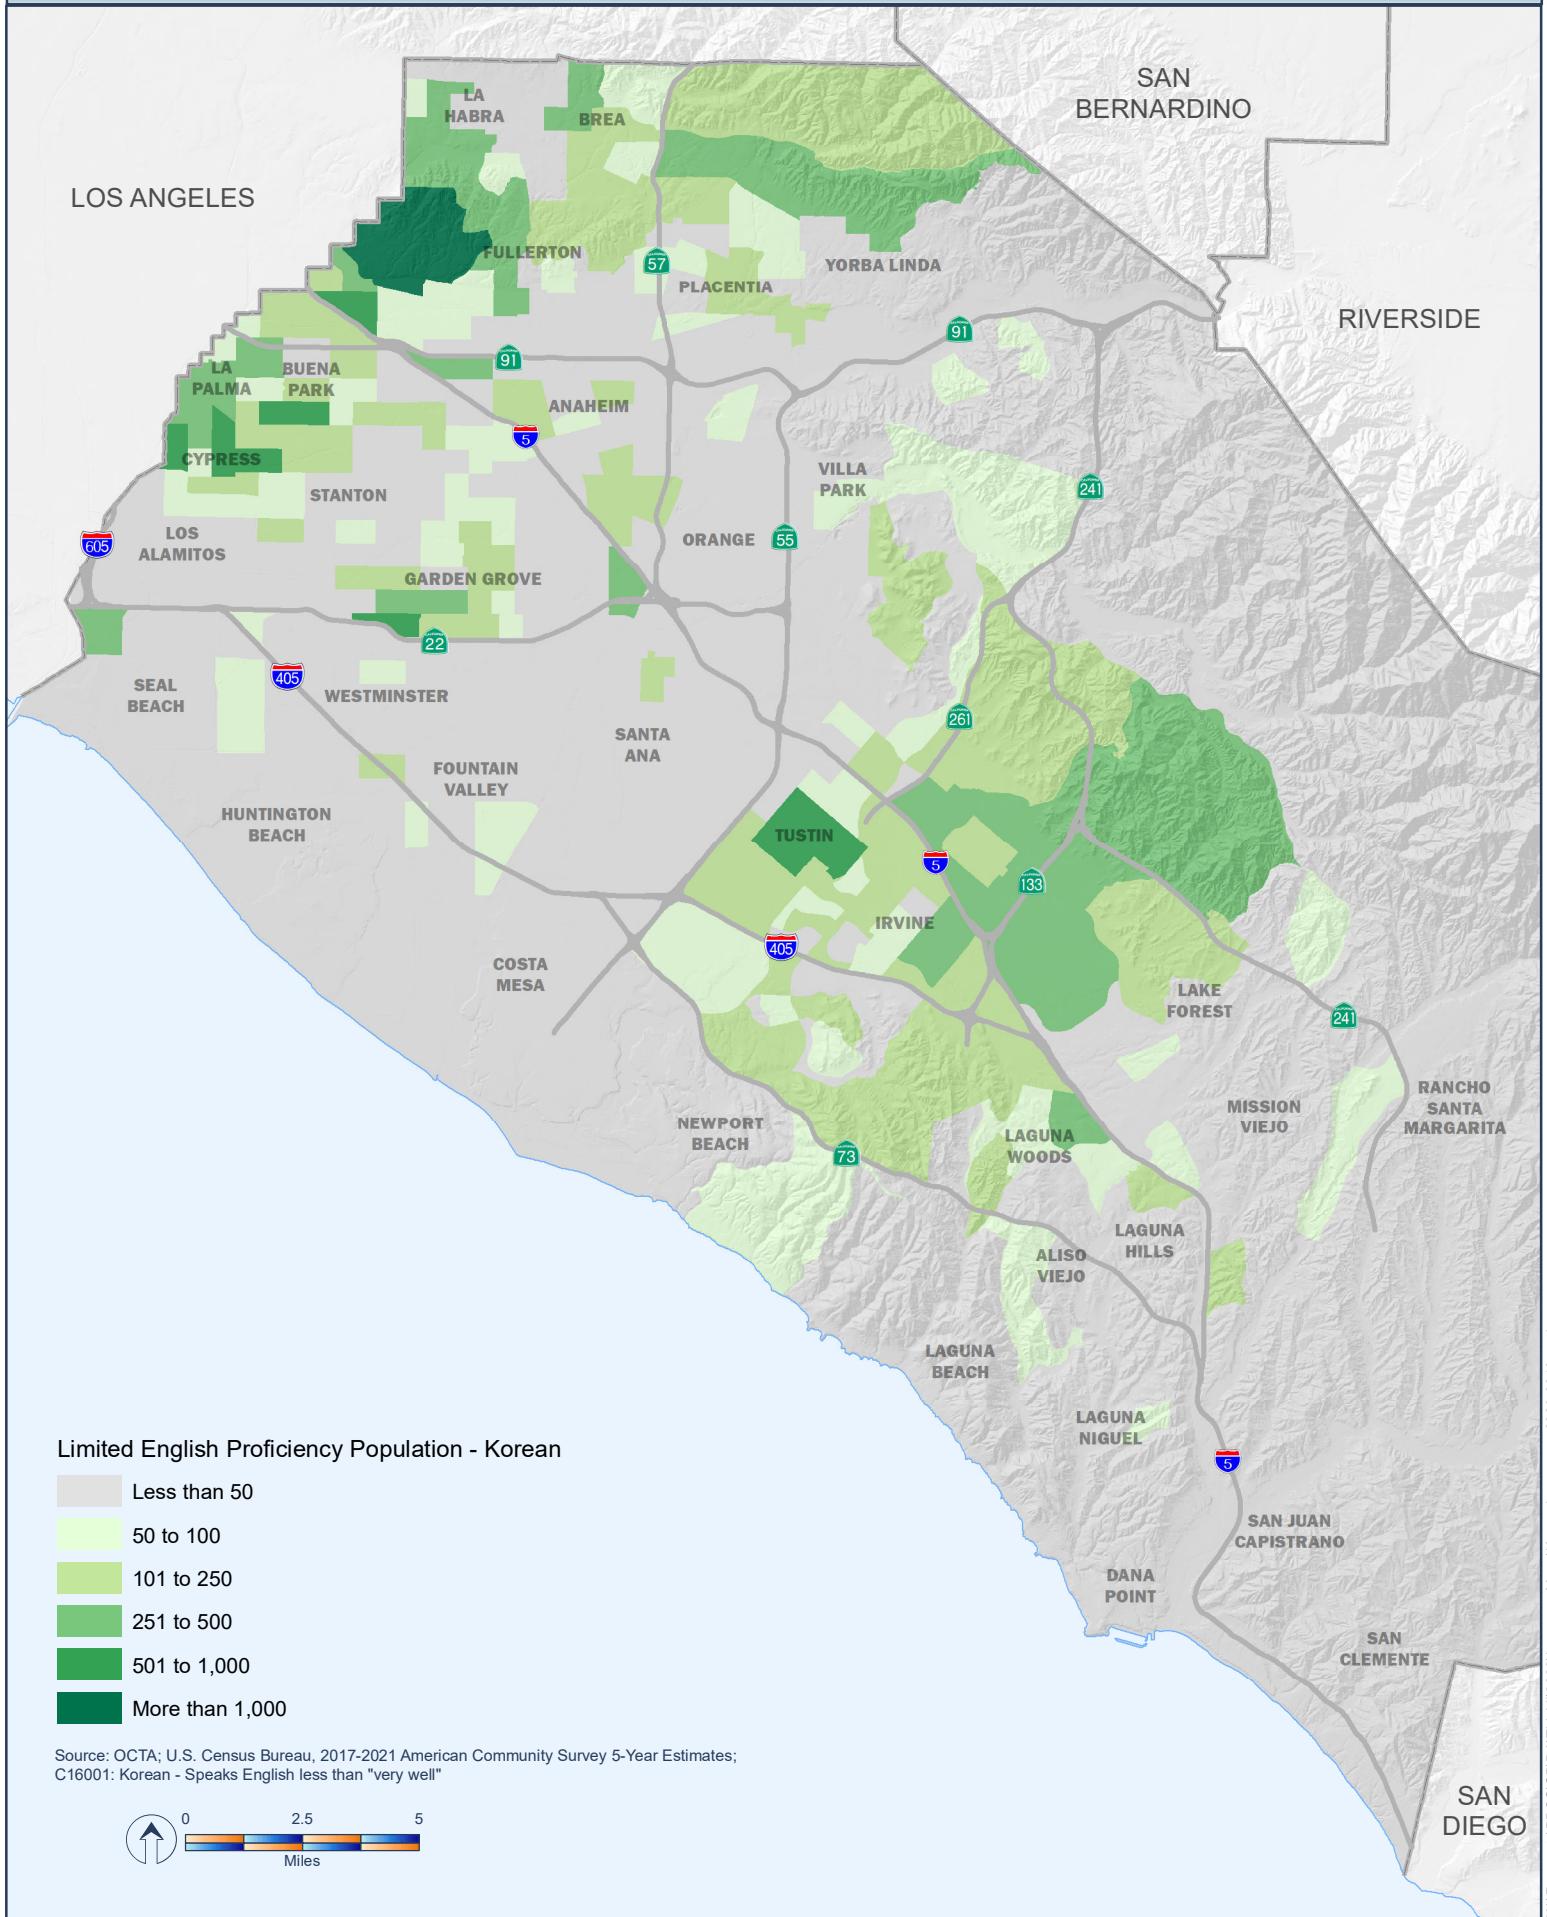 SAN
BERNARDINO
LOS ANGELES
RIVERSIDE
LA
HABRA
BREA
FULLERTON
57
PLACENTIA
YORBA LINDA
91
91
LA
PALMA
BUENA
PARK
ANAHEIM
5
CYPRESS
STANTON
VILLA
PARK
241
LOS
ALAMITOS
605
ORANGE
55
GARDEN GROVE
22
SEAL
BEACH
405
WESTMINSTER
SANTA
ANA
261
FOUNTAIN
VALLEY
HUNTINGTON
BEACH
TUSTIN
5
133
IRVINE
405
COSTA
MESA
LAKE
FOREST
241
RANCHO
SANTA
MARGARITA
MISSION
VIEJO
NEWPORT
BEACH
73
LAGUNA
WOODS
LAGUNA
HILLS
ALISO
VIEJO
LAGUNA
BEACH
LAGUNA
NIGUEL
5
SAN JUAN
CAPISTRANO
DANA
POINT
SAN
CLEMENTE
SAN
DIEGO
Limited English Proficiency Population - Korean
Less than 50
50 to 100
101 to 250
251 to 500
501 to 1,000
More than 1,000
Source: OCTA; U.S. Census Bureau, 2017-2021 American Community Survey 5-Year Estimates;
C16001: Korean - Speaks English less than "very well"
0 2.5 5
Miles